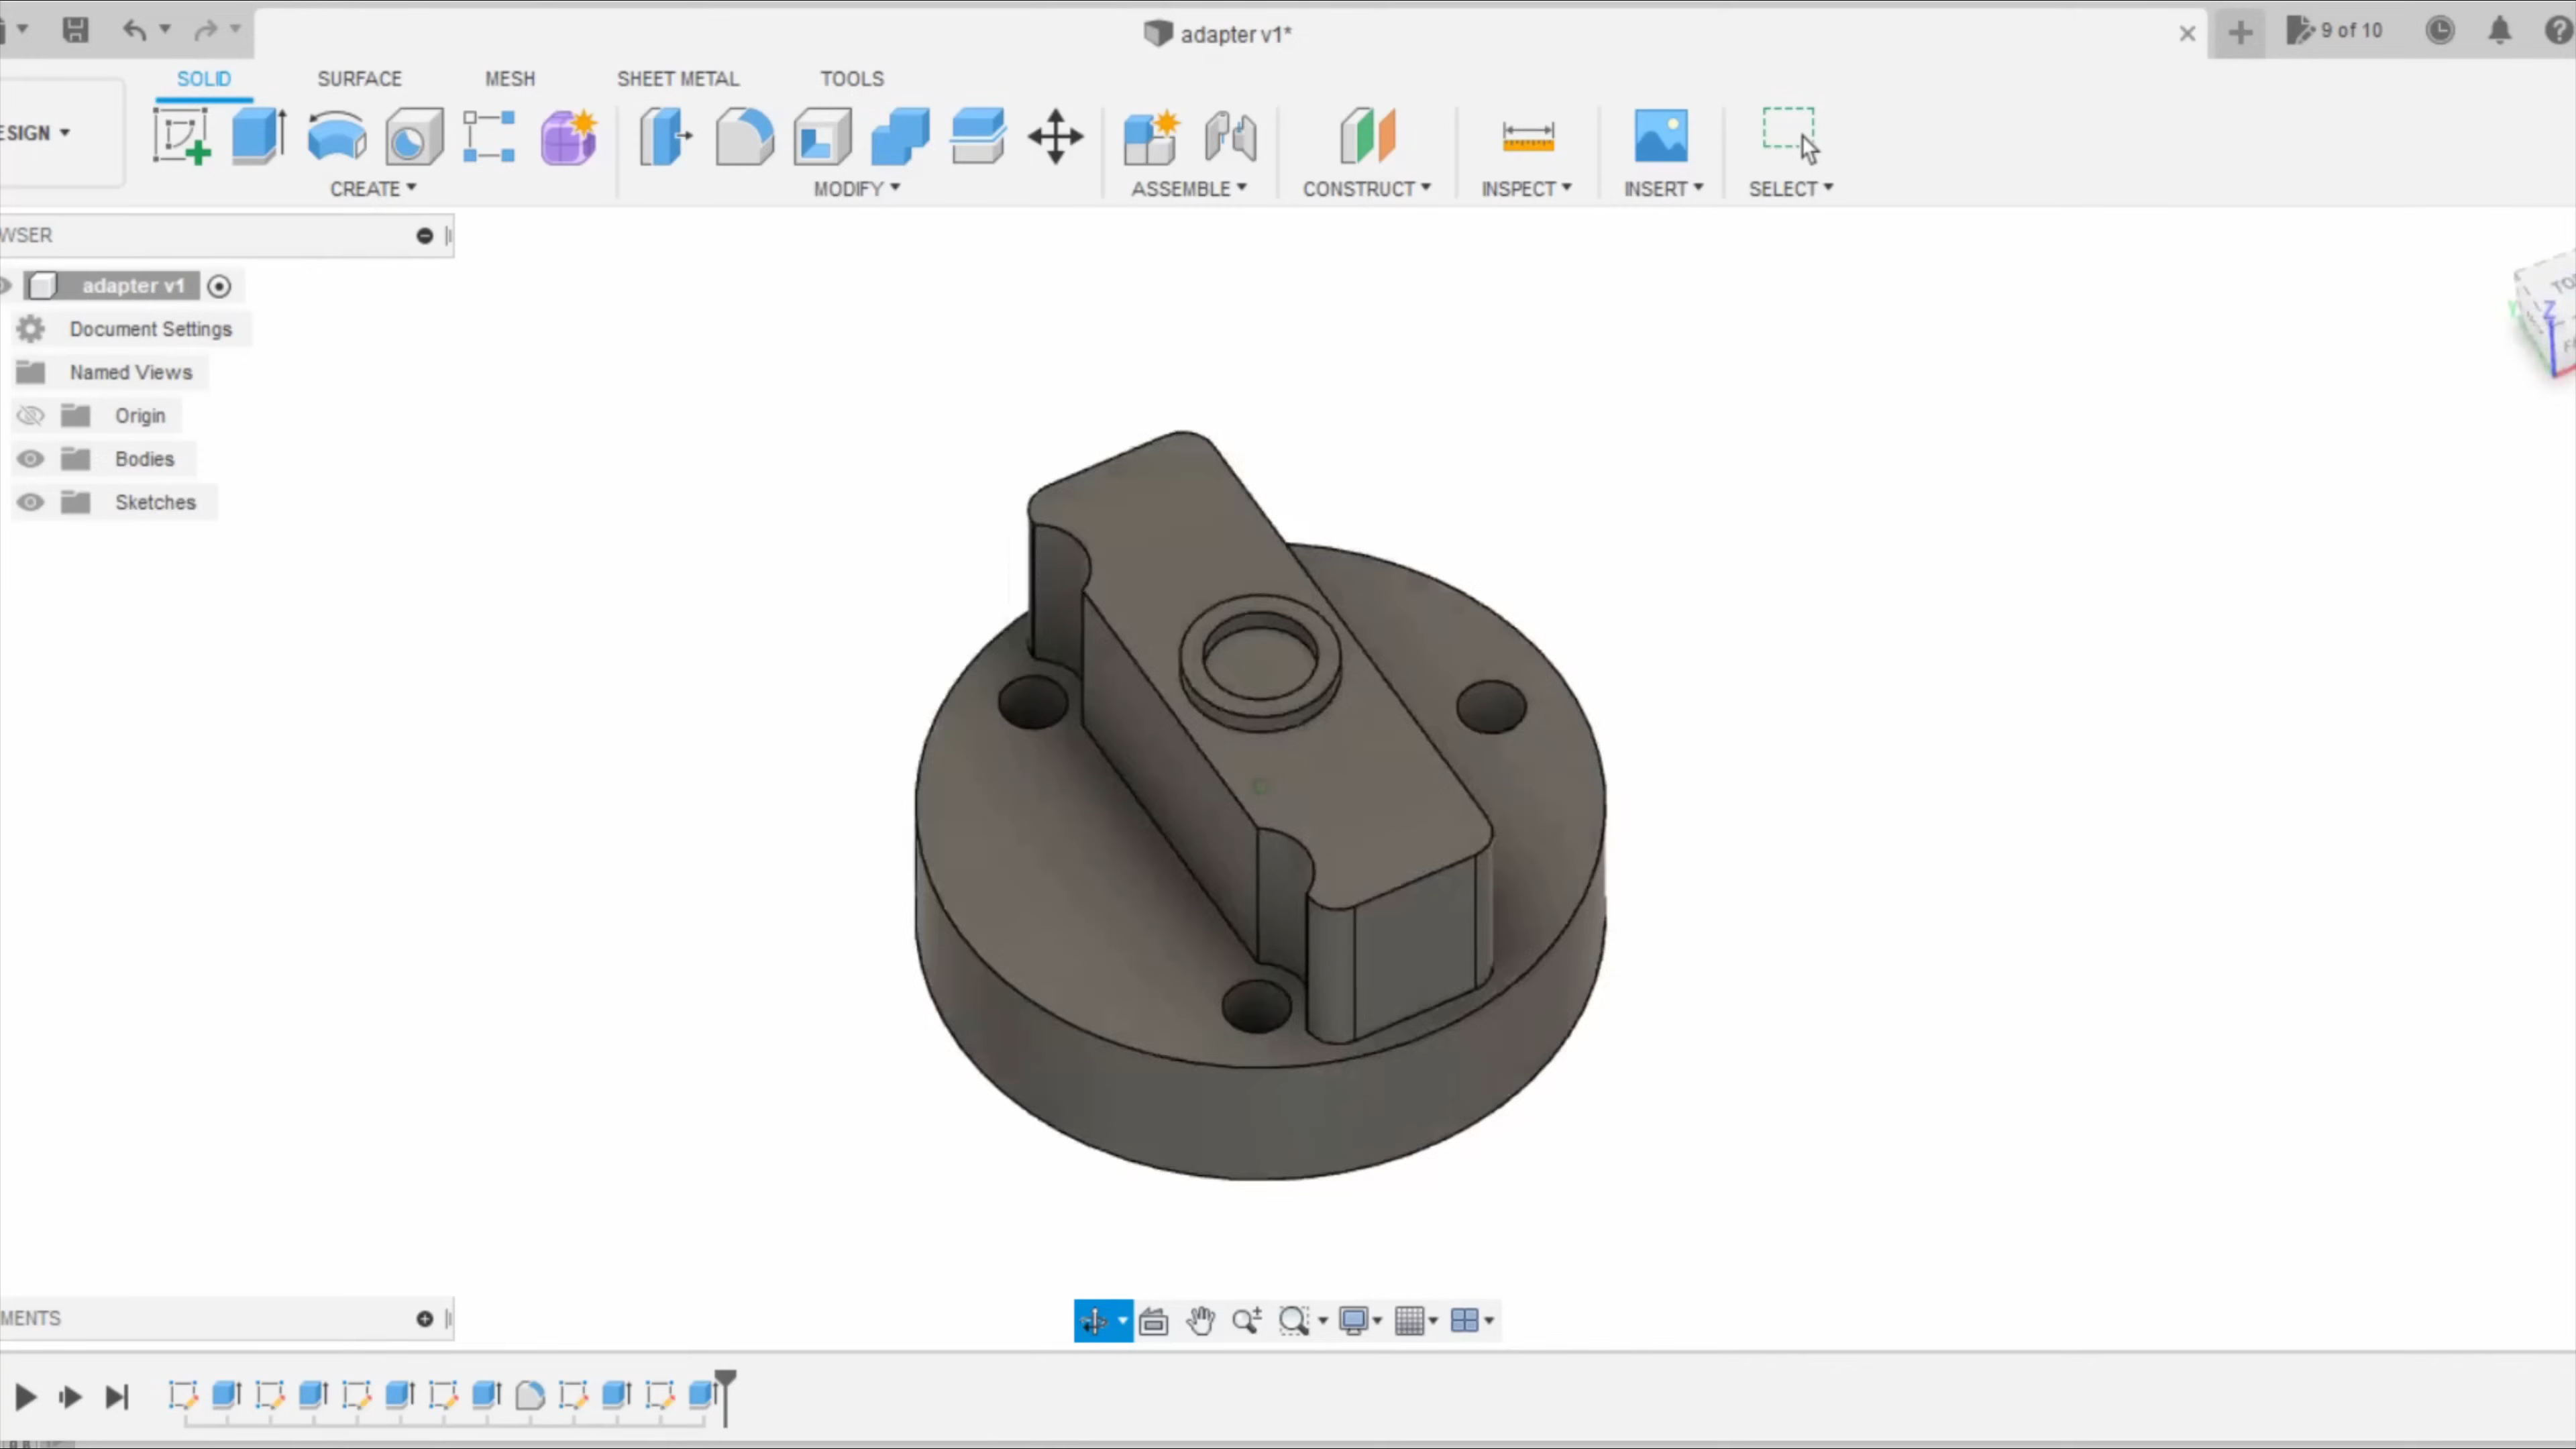 adapter v1*
9 of 10
SOLID SURFACE MESH SHEET METAL TOOLS
ESIGN
CREATE MODIFY ASSEMBLE CONSTRUCT INSPECT INSERT SELECT
WSER
adapter v1
Document Settings
Named Views
Origin
Bodies
Sketches
TO
Z
MENTS